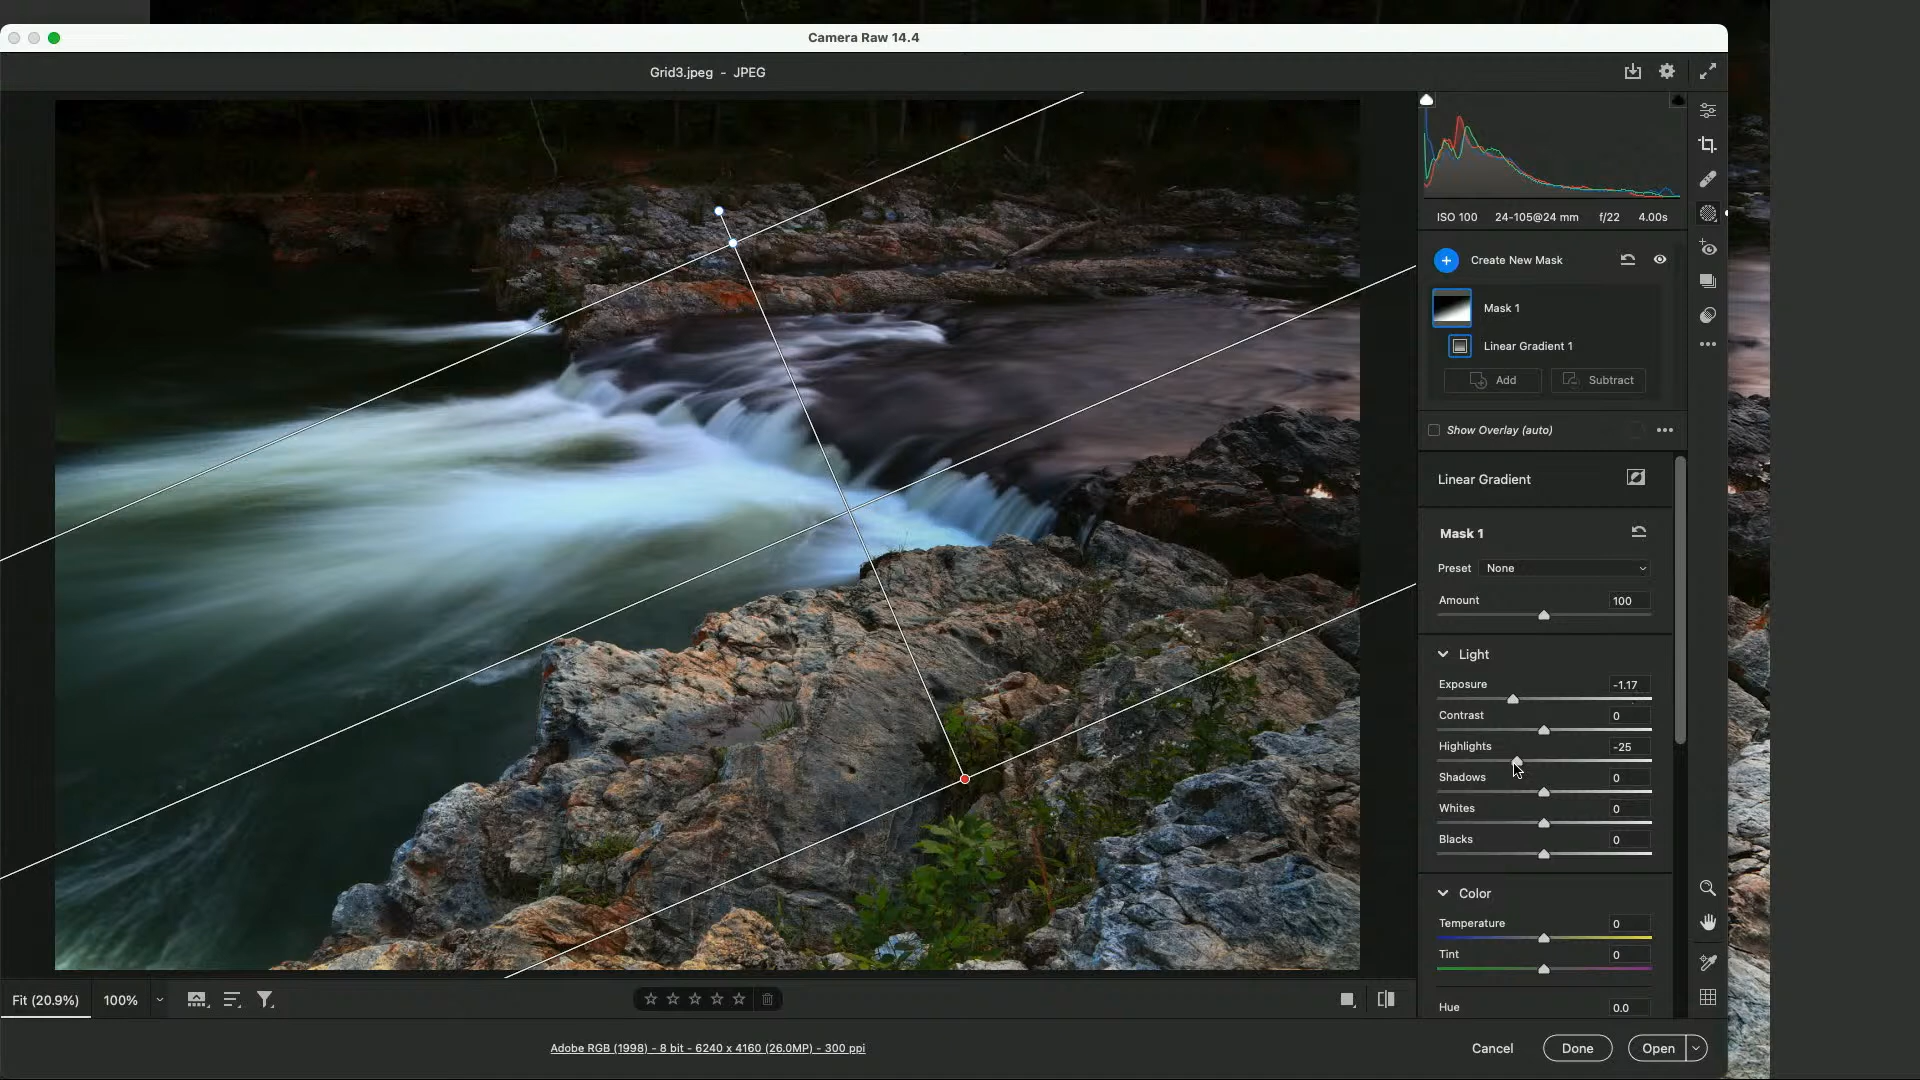 Camera Raw 14.4
Grid3.jpeg - JPEG
ISO 100 24-105@24 mm f/22 4.00s
Create New Mask
Mask 1
Linear Gradient 1
Add Subtract
Show Overlay (auto)
Linear Gradient
Mask 1
Preset None
Amount 100
Light
Exposure -1.17
Contrast 0
Highlights -25
Shadows 0
Whites 0
Blacks 0
Color
Temperature 0
Tint 0
Hue 0.0
Fit (20.9%) 100%
Adobe RGB (1998) - 8 bit - 6240 x 4160 (26.0MP) - 300 ppi
Cancel Done Open